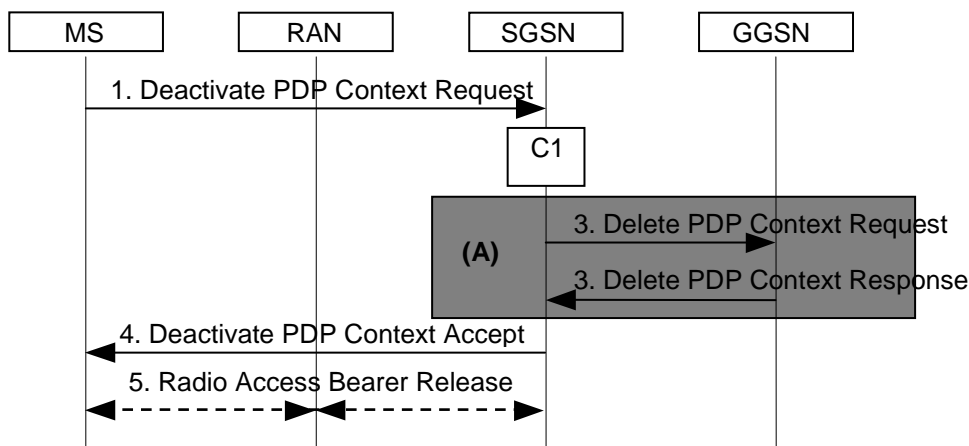 MS
RAN
SGSN
GGSN
1. Deactivate PDP Context Request
C1
3. Delete PDP Context Request
(A)
3. Delete PDP Context Response
4. Deactivate PDP Context Accept
5. Radio Access Bearer Release